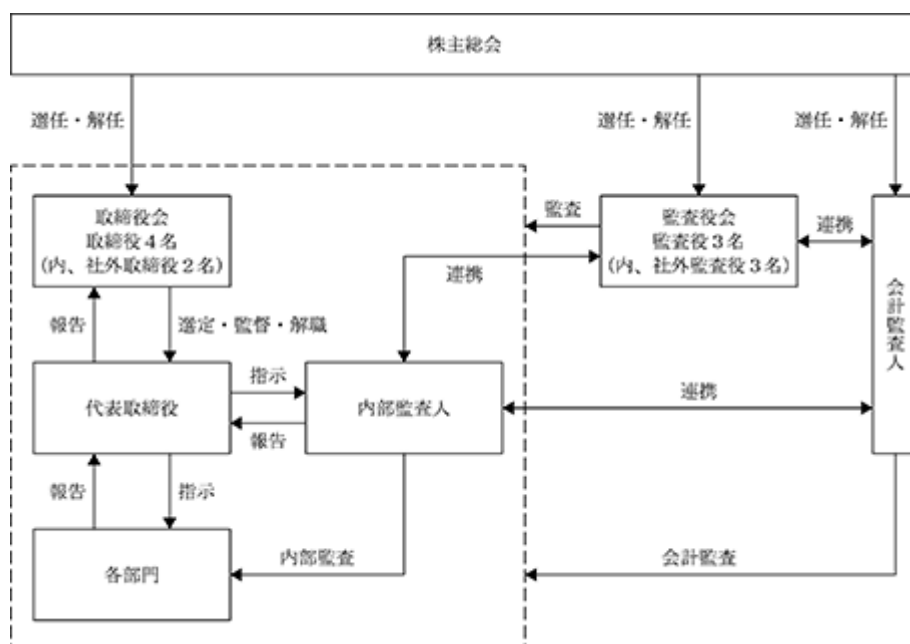 株主総会
選任・解任
選任・解任
選任・解任
取締役会
取締役4名
(内、社外取締役2名)
監査
監査役会
監査役3名
(内、社外監査役3名)
連携
連携
会計監査人
報告
選定・監督・解職
代表取締役
指示
報告
内部監査人
連携
報告
指示
各部門
内部監査
会計監査